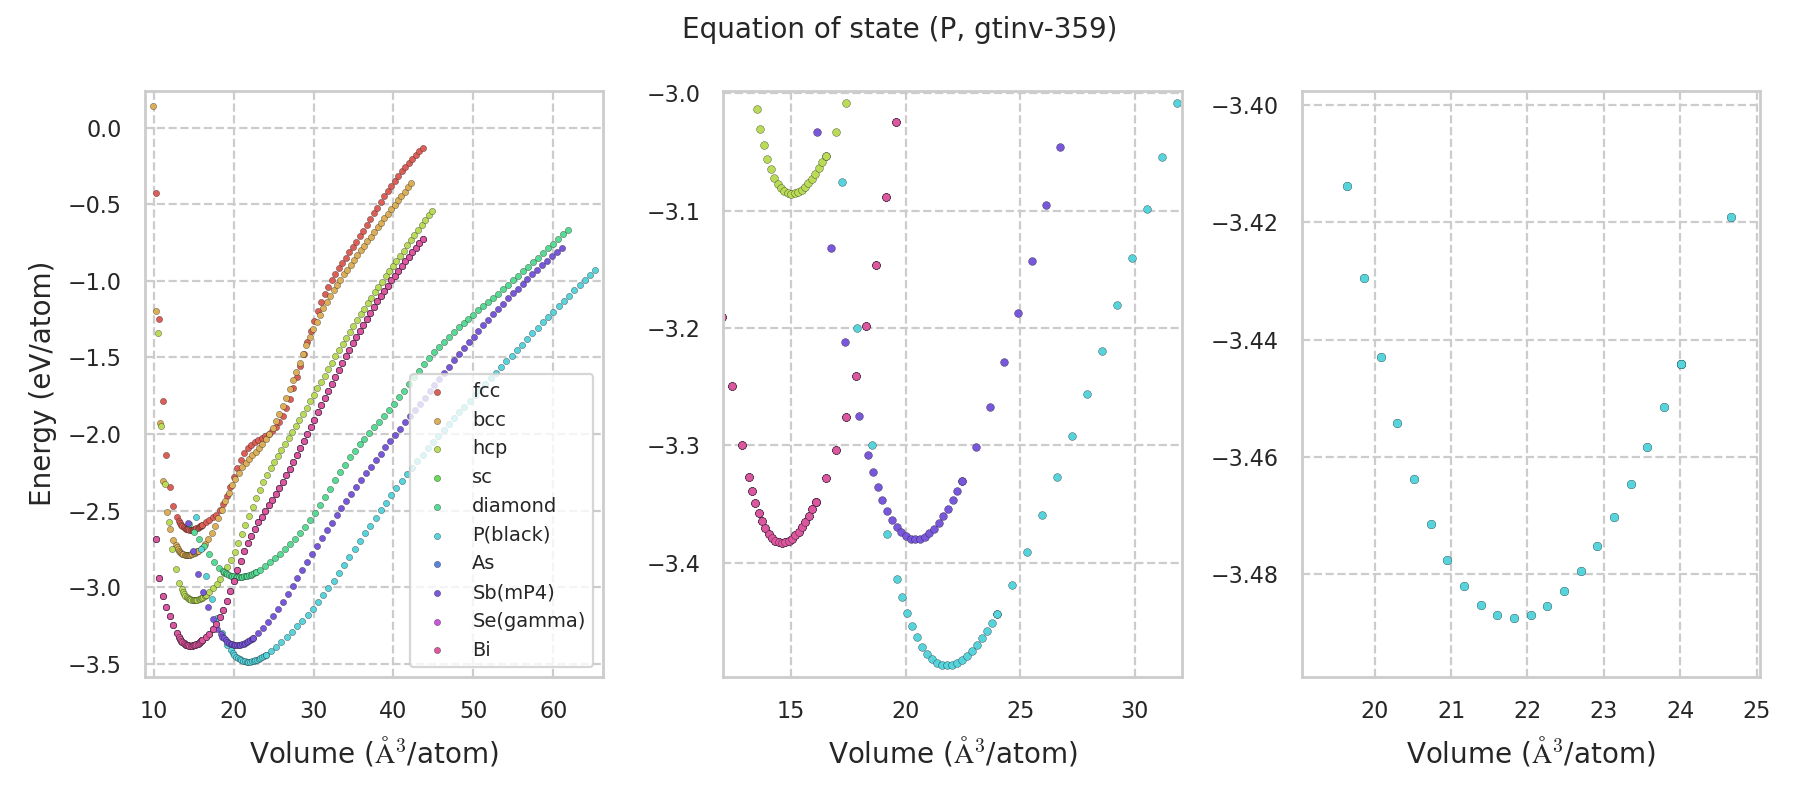 Equation of state (P, gtinv-359)
Energy (eV/atom)
0.0
−0.5
−1.0
−1.5
−2.0
−2.5
−3.0
−3.5
10 20 30 40 50 60
Volume (Å³/atom)
fcc
bcc
hcp
sc
diamond
P(black)
As
Sb(mP4)
Se(gamma)
Bi
−3.0
−3.1
−3.2
−3.3
−3.4
15 20 25 30
Volume (Å³/atom)
−3.40
−3.42
−3.44
−3.46
−3.48
20 21 22 23 24 25
Volume (Å³/atom)